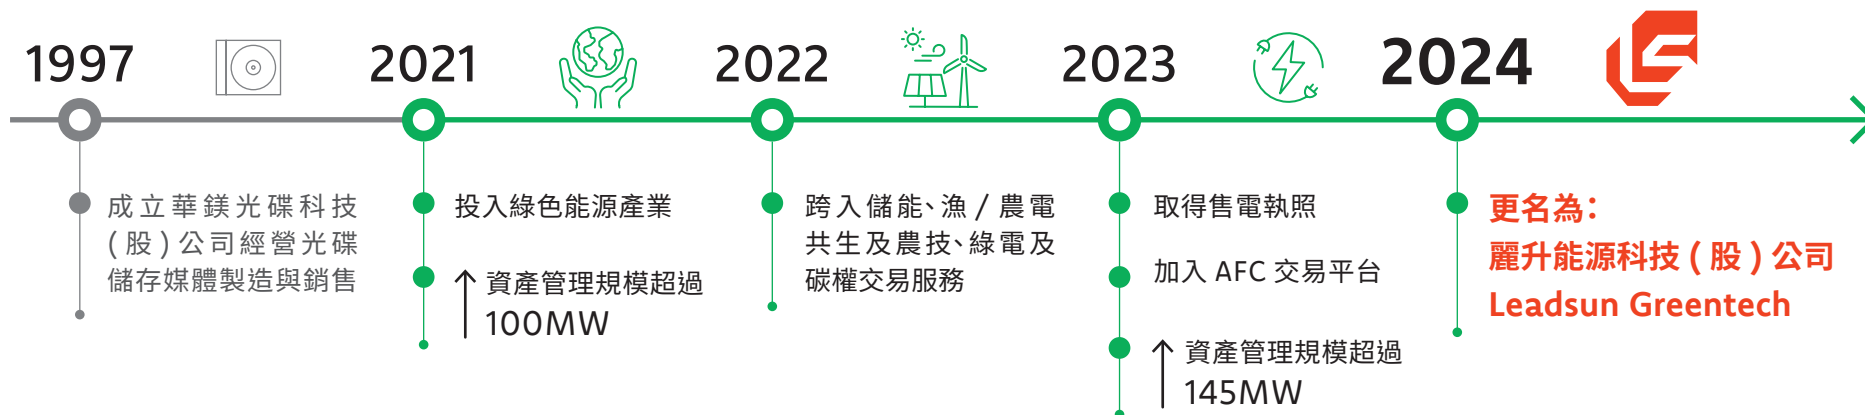 1997
成立華鎂光碟科技
(股)公司經營光碟
儲存媒體製造與銷售
2021
投入綠色能源產業
資產管理規模超過
100MW
2022
跨入儲能、漁/農電
共生及農技、綠電及
碳權交易服務
2023
取得售電執照
加入 AFC 交易平台
資產管理規模超過
145MW
2024
更名為：
麗升能源科技(股)公司
Leadsun Greentech